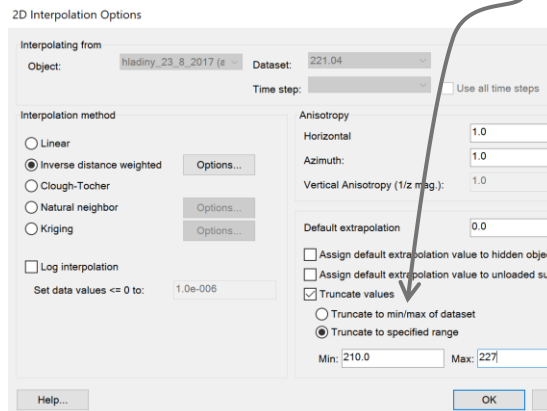 2D Interpolation Options
Interpolating from
Object: hladiny_23_8_2017 (a Dataset: 221.04
Time step: Use all time steps
Interpolation method
Linear
Inverse distance weighted Options...
Clough-Tocher
Natural neighbor Options...
Kriging Options...
Log interpolation
Set data values <= 0 to: 1.0e-006
Anisotropy
Horizontal 1.0
Azimuth: 1.0
Vertical Anisotropy (1/z mag.): 1.0
Default extrapolation 0.0
Assign default extrapolation value to hidden obje
Assign default extrapolation value to unloaded su
Truncate values
Truncate to min/max of dataset
Truncate to specified range
Min: 210.0 Max: 227
Help... OK